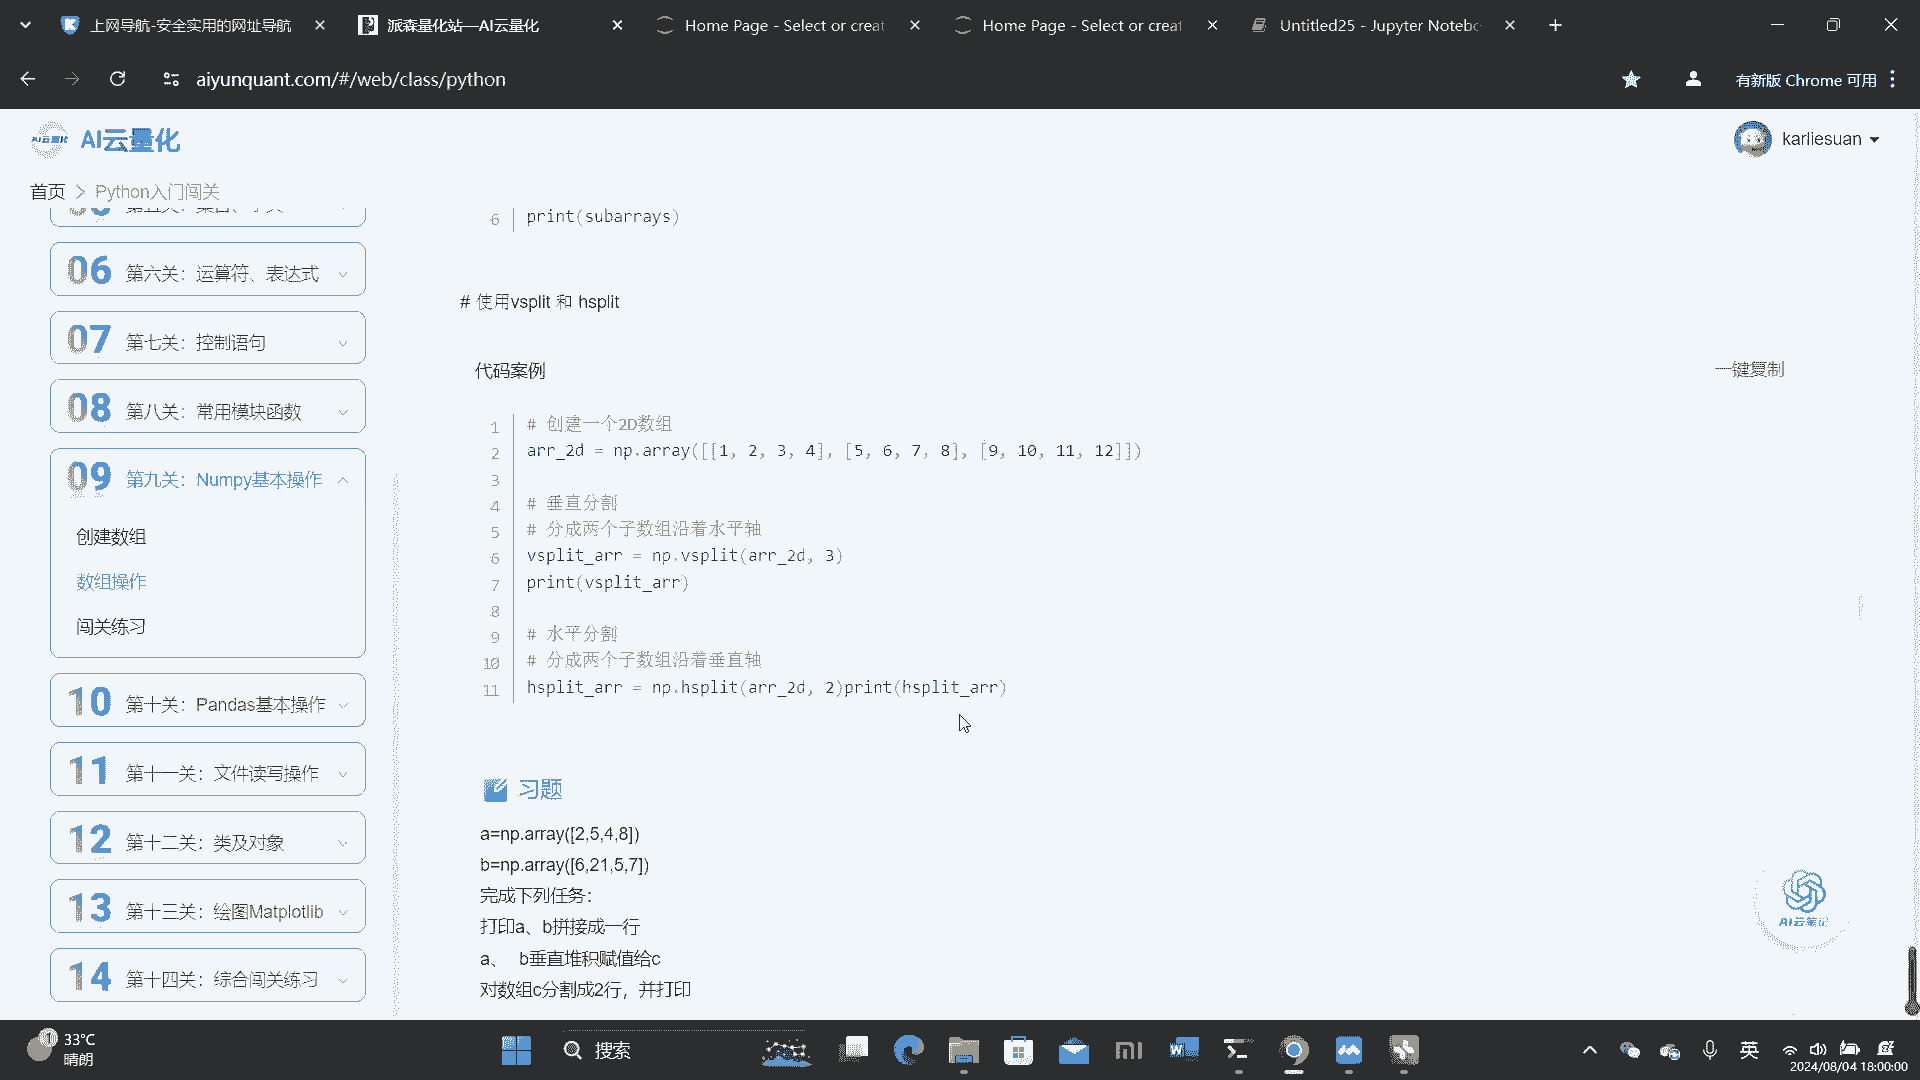 上网导航-安全实用的网址导航
派森量化站—AI云量化
Home Page - Select or creat
Home Page - Select or creat
Untitled25 - Jupyter Notebo
aiyunquant.com/#/web/class/python
有新版 Chrome 可用
AI云量化
AI云量化
karliesuan
首页 > Python入门闯关
06 第六关：运算符、表达式
07 第七关：控制语句
08 第八关：常用模块函数
09 第九关：Numpy基本操作
创建数组
数组操作
闯关练习
10 第十关：Pandas基本操作
11 第十一关：文件读写操作
12 第十二关：类及对象
13 第十三关：绘图Matplotlib
14 第十四关：综合闯关练习
6 print(subarrays)
# 使用vsplit 和 hsplit
代码案例
一键复制
1 # 创建一个2D数组
2 arr_2d = np.array([[1, 2, 3, 4], [5, 6, 7, 8], [9, 10, 11, 12]])
3
4 # 垂直分割
5 # 分成两个子数组沿着水平轴
6 vsplit_arr = np.vsplit(arr_2d, 3)
7 print(vsplit_arr)
8
9 # 水平分割
10 # 分成两个子数组沿着垂直轴
11 hsplit_arr = np.hsplit(arr_2d, 2)print(hsplit_arr)
习题
a=np.array([2,5,4,8])
b=np.array([6,21,5,7])
完成下列任务：
打印a、b拼接成一行
a、 b垂直堆积赋值给c
对数组c分割成2行，并打印
AI云笔记
33°C
晴朗
搜索
英
2024/08/04 18:00:00